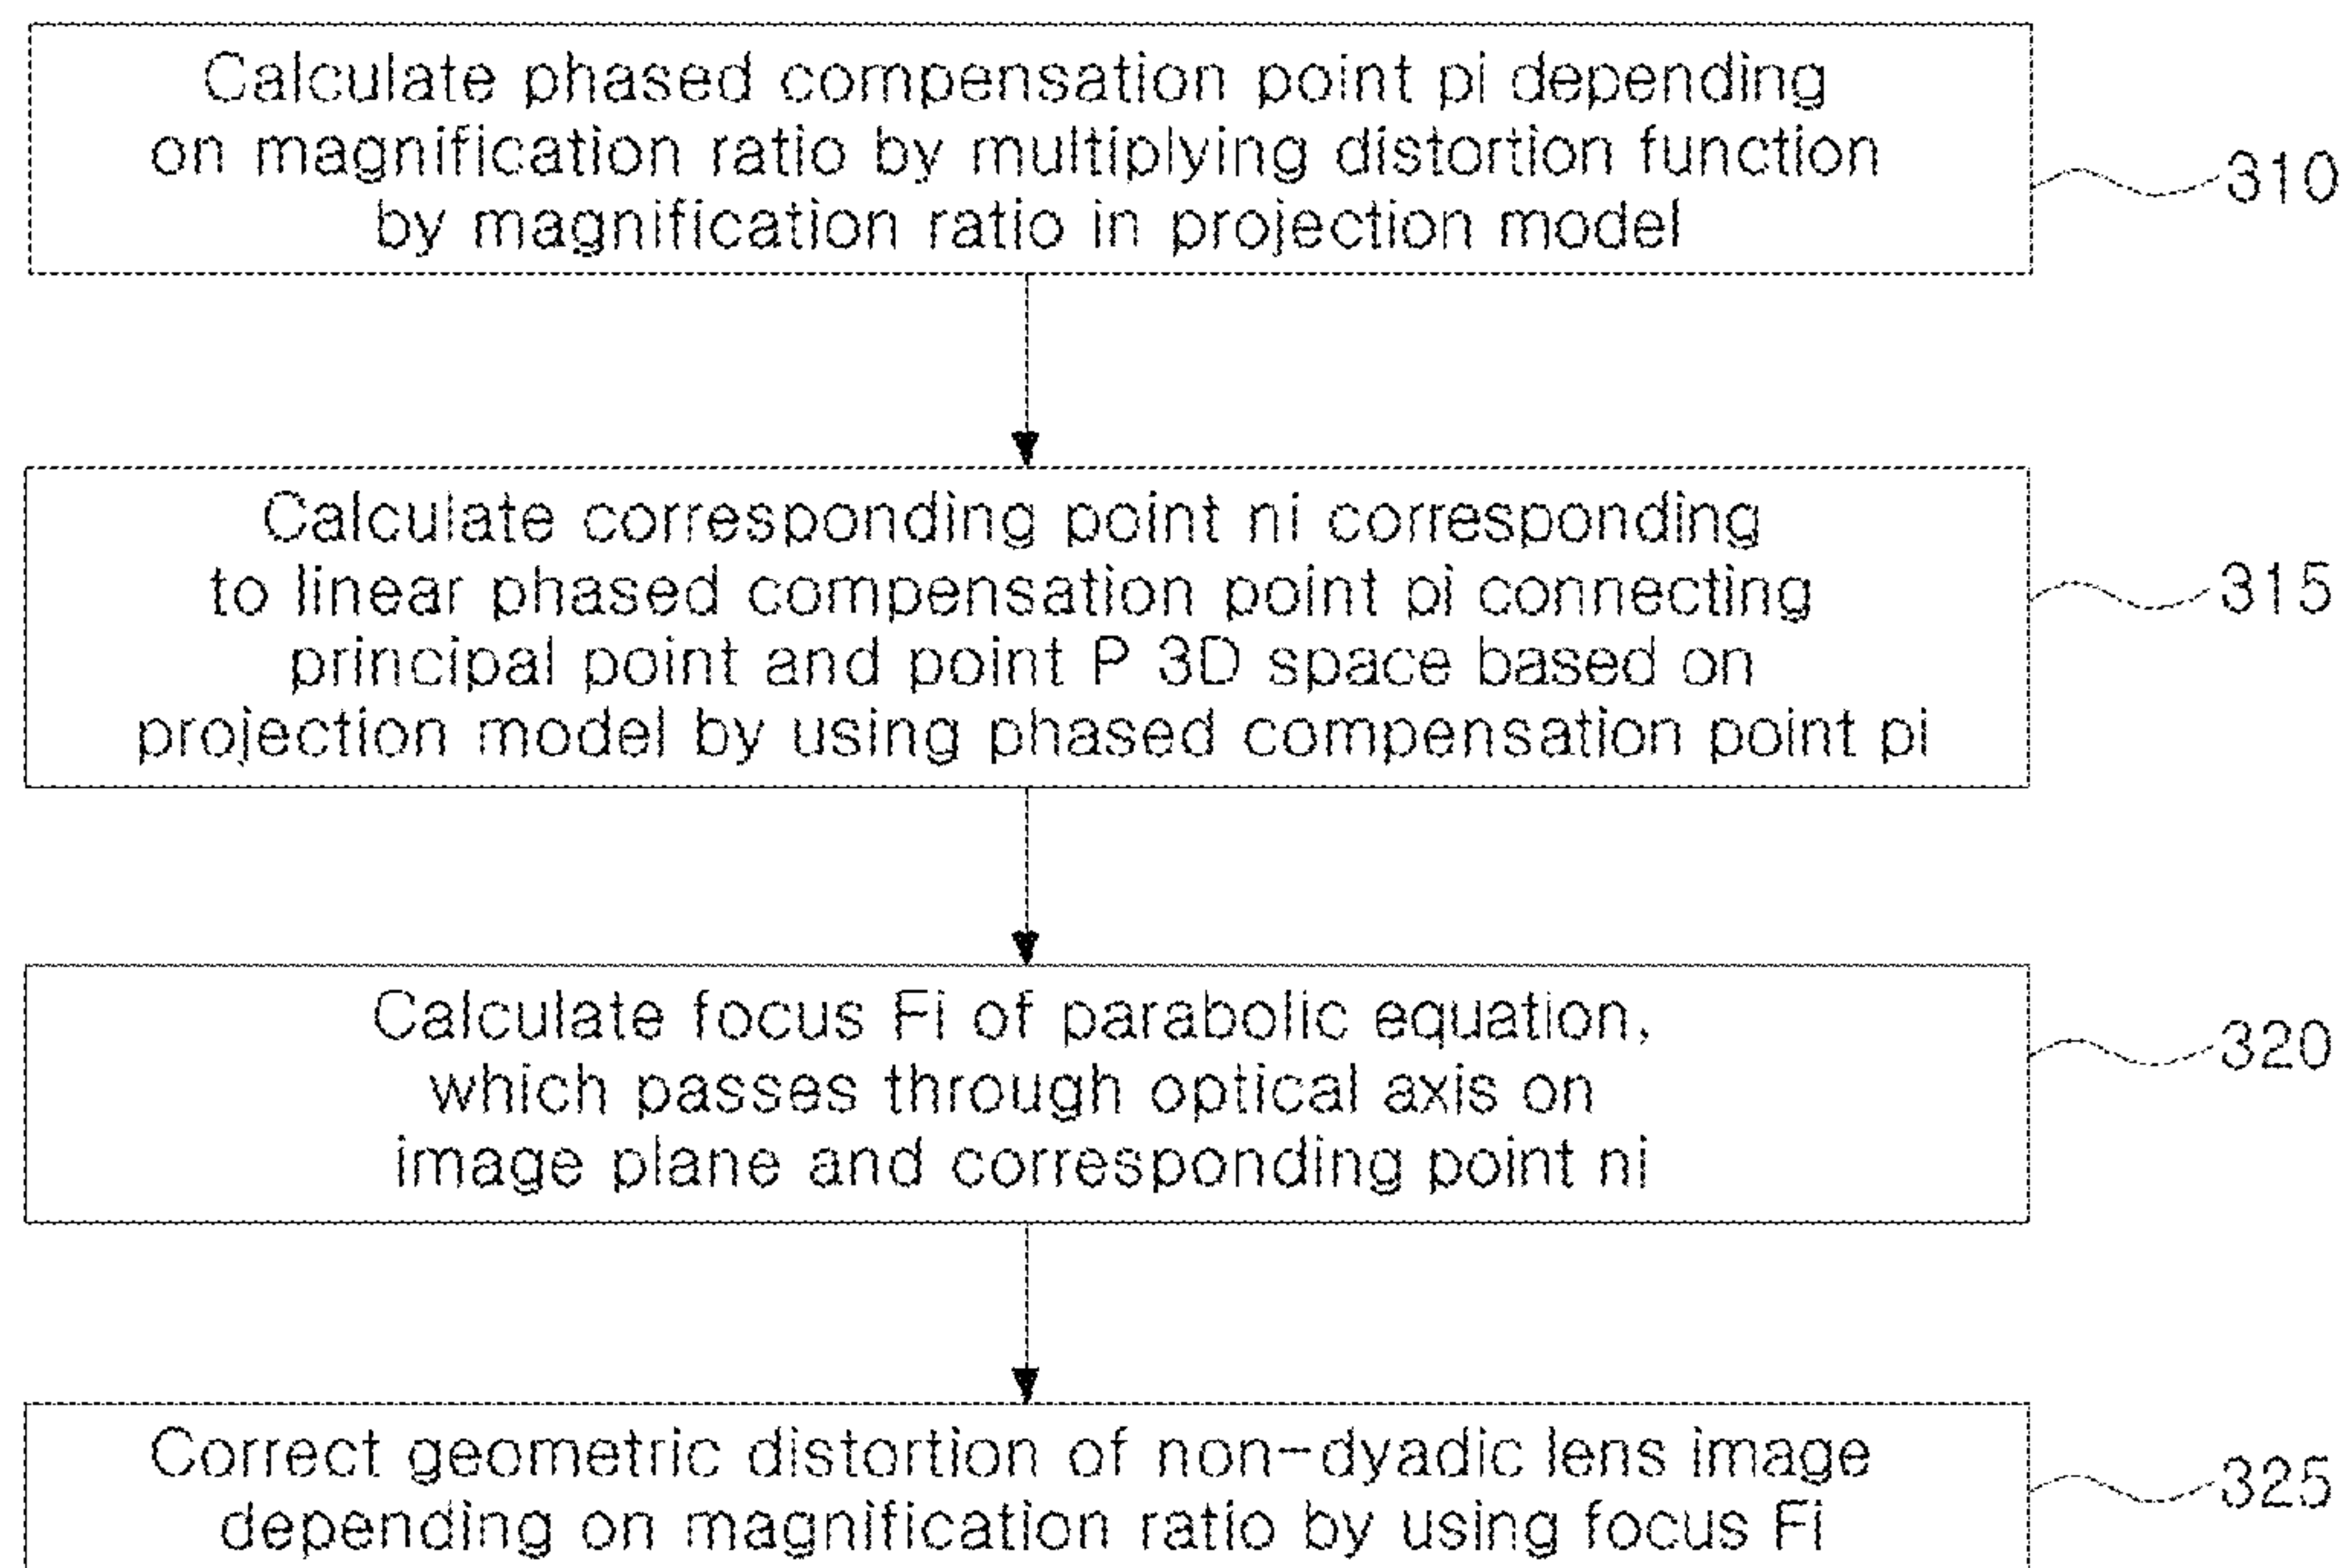 Calculate phased compensation point pi depending
on magnification ratio by multiplying distortion function
by magnification ratio in projection model
310
Calculate corresponding point ni corresponding
to linear phased compensation point pi connecting
principal point and point P 3D space based on
projection model by using phased compensation point pi
315
Calculate focus Fi of parabolic equation,
which passes through optical axis on
image plane and corresponding point ni
320
Correct geometric distortion of non-dyadic lens image
depending on magnification ratio by using focus Fi
325